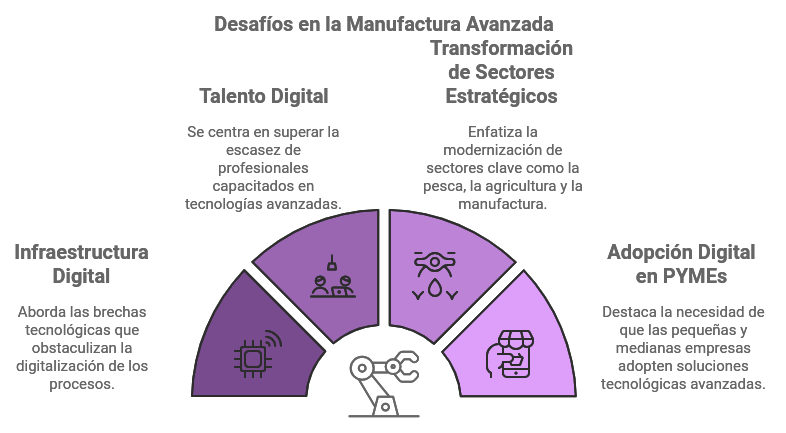 Desafíos en la Manufactura Avanzada
Transformación
de Sectores
Estratégicos
Talento Digital
Se centra en superar la
escasez de
profesionales
capacitados en
tecnologías avanzadas.
Enfatiza la
modernización de
sectores clave como la
pesca, la agricultura y la
manufactura.
Infraestructura
Digital
Aborda las brechas
tecnológicas que
obstaculizan la
digitalización de los
procesos.
Adopción Digital
en PYMEs
Destaca la necesidad de
que las pequeñas y
medianas empresas
adopten soluciones
tecnológicas avanzadas.